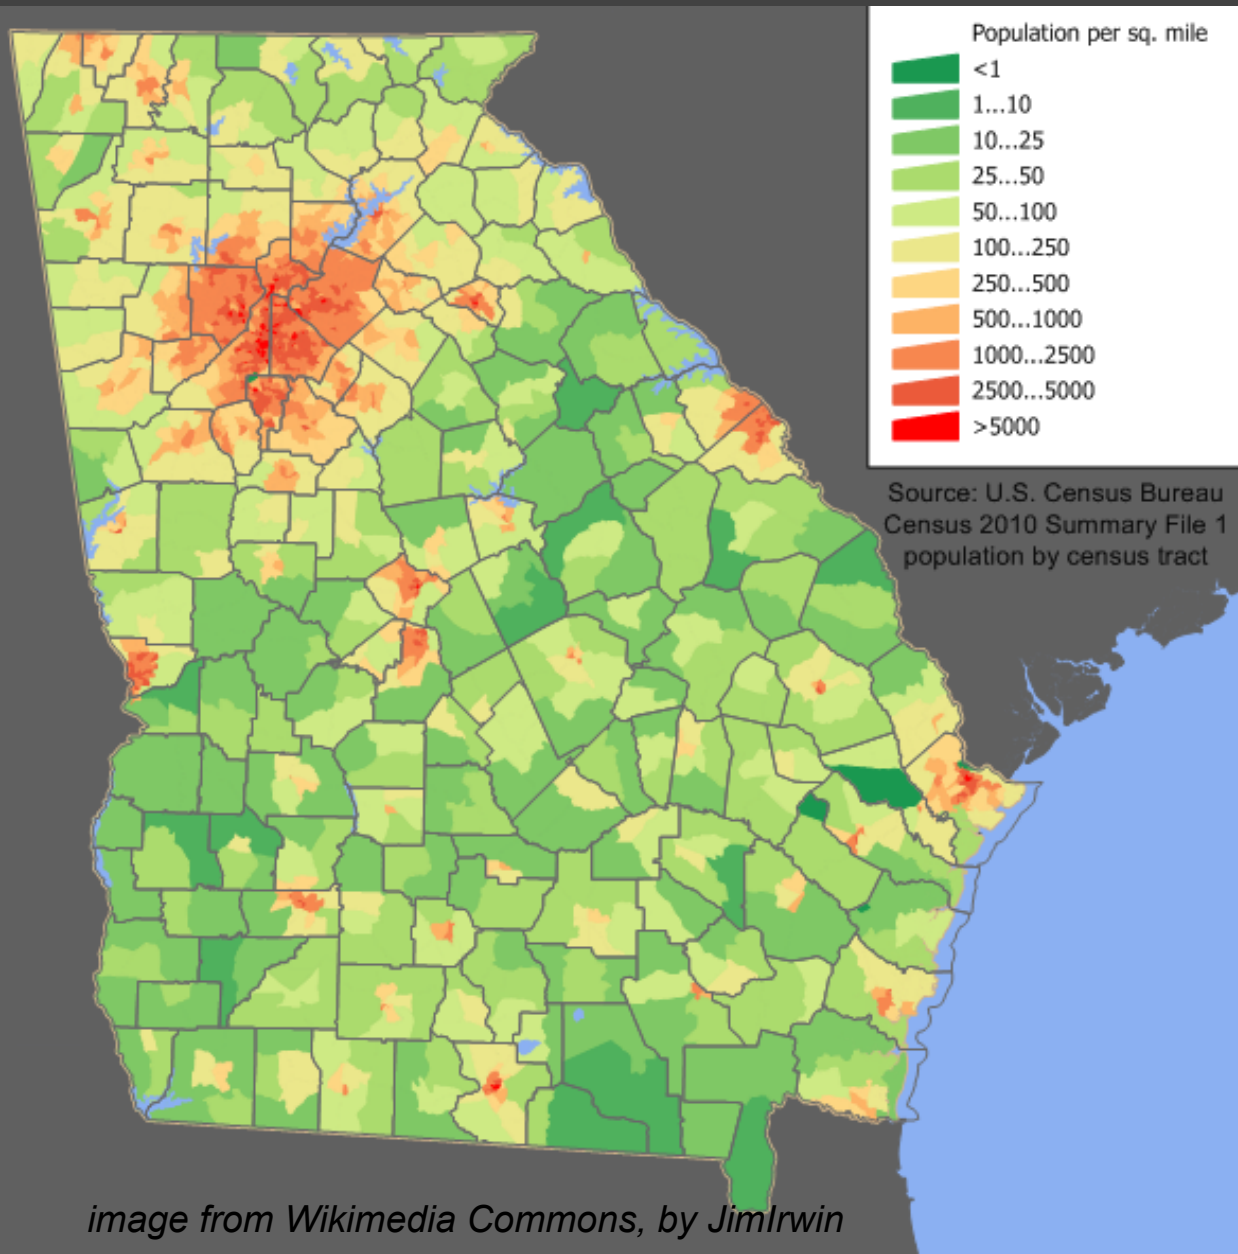 Population per sq. mile
<1
1...10
10...25
25...50
50...100
100...250
250...500
500...1000
1000...2500
2500...5000
>5000
Source: U.S. Census Bureau
Census 2010 Summary File 1
population by census tract
image from Wikimedia Commons, by JimIrwin